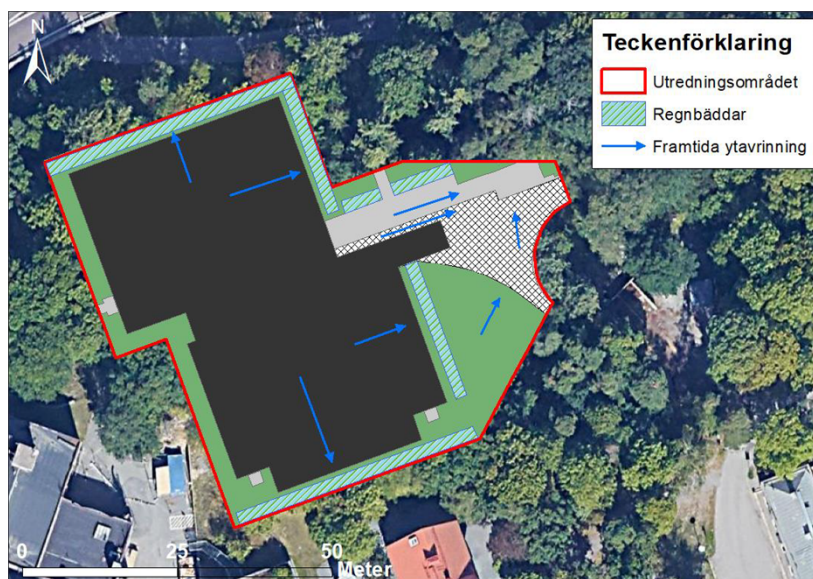 N
Teckenförklaring
Utredningsområdet
Regnbäddar
Framtida ytavrinning
0 25 50
Meter